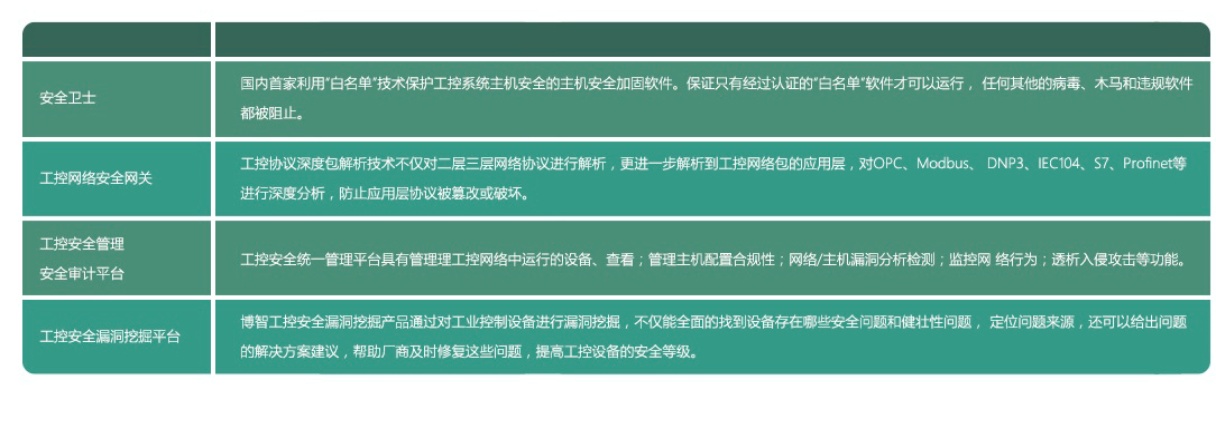 安全卫士
国内首家利用“白名单”技术保护工控系统主机安全的主机安全加固软件。保证只有经过认证的“白名单”软件才可以运行， 任何其他的病毒、木马和违规软件
都被阻止。
工控网络安全网关
工控协议深度包解析技术不仅对二层三层网络协议进行解析，更进一步解析到工控网络包的应用层，对OPC、Modbus、 DNP3、IEC104、S7、Profinet等
进行深度分析，防止应用层协议被篡改或破坏。
工控安全管理
安全审计平台
工控安全统一管理平台具有管理理工控网络中运行的设备、查看；管理主机配置合规性；网络/主机漏洞分析检测；监控网 络行为；透析入侵攻击等功能。
工控安全漏洞挖掘平台
博智工控安全漏洞挖掘产品通过对工业控制设备进行漏洞挖掘，不仅能全面的找到设备存在哪些安全问题和健壮性问题， 定位问题来源，还可以给出问题
的解决方案建议，帮助厂商及时修复这些问题，提高工控设备的安全等级。